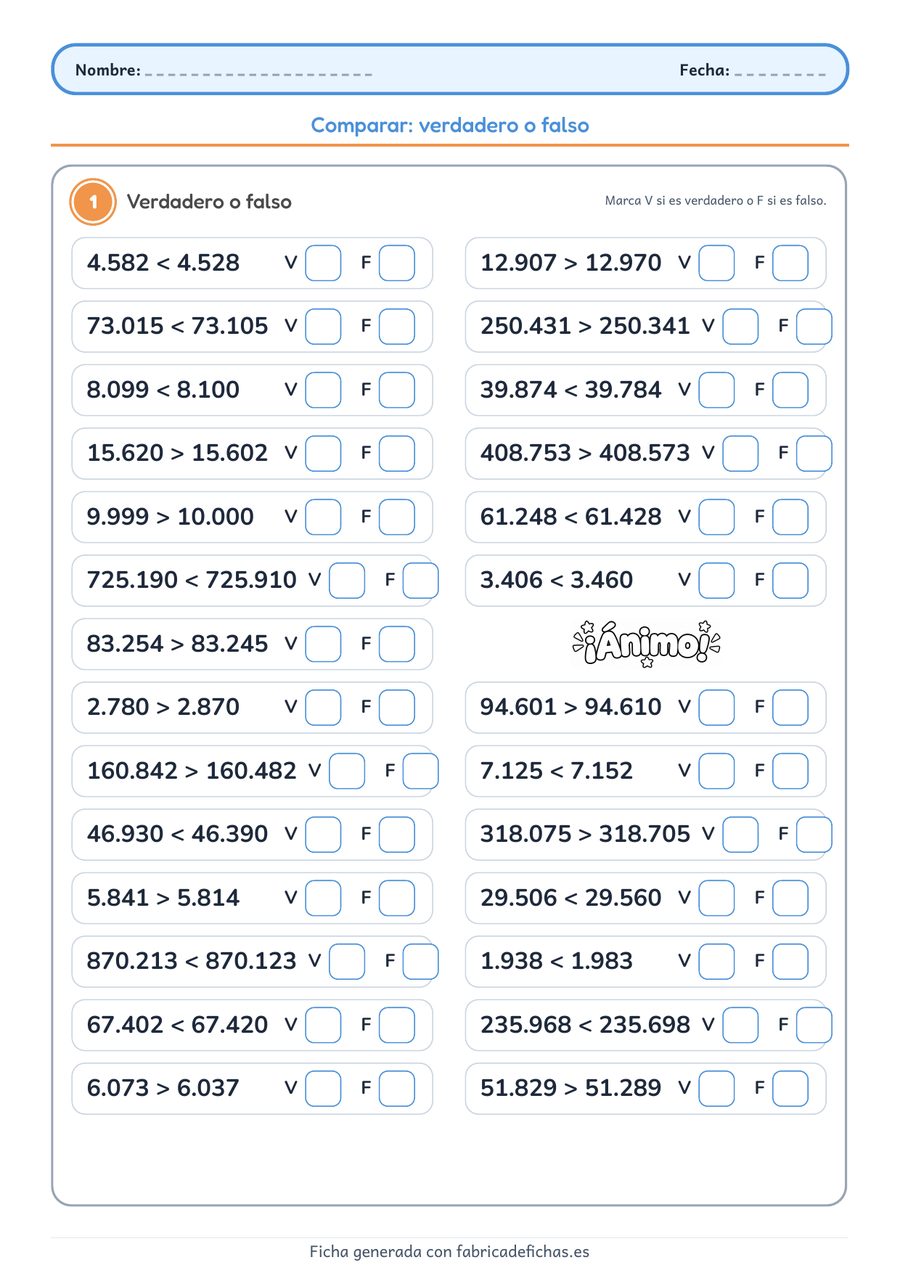 Nombre: Fecha:
Comparar: verdadero o falso
1 Verdadero o falso Marca V si es verdadero o F si es falso.
4.582 < 4.528 V F 12.907 > 12.970 V F
73.015 < 73.105 V F 250.431 > 250.341 V F
8.099 < 8.100 V F 39.874 < 39.784 V F
15.620 > 15.602 V F 408.753 > 408.573 V F
9.999 > 10.000 V F 61.248 < 61.428 V F
725.190 < 725.910 V F 3.406 < 3.460 V F
83.254 > 83.245 V F ¡Ánimo!
2.780 > 2.870 V F 94.601 > 94.610 V F
160.842 > 160.482 V F 7.125 < 7.152 V F
46.930 < 46.390 V F 318.075 > 318.705 V F
5.841 > 5.814 V F 29.506 < 29.560 V F
870.213 < 870.123 V F 1.938 < 1.983 V F
67.402 < 67.420 V F 235.968 < 235.698 V F
6.073 > 6.037 V F 51.829 > 51.289 V F
Ficha generada con fabricadefichas.es